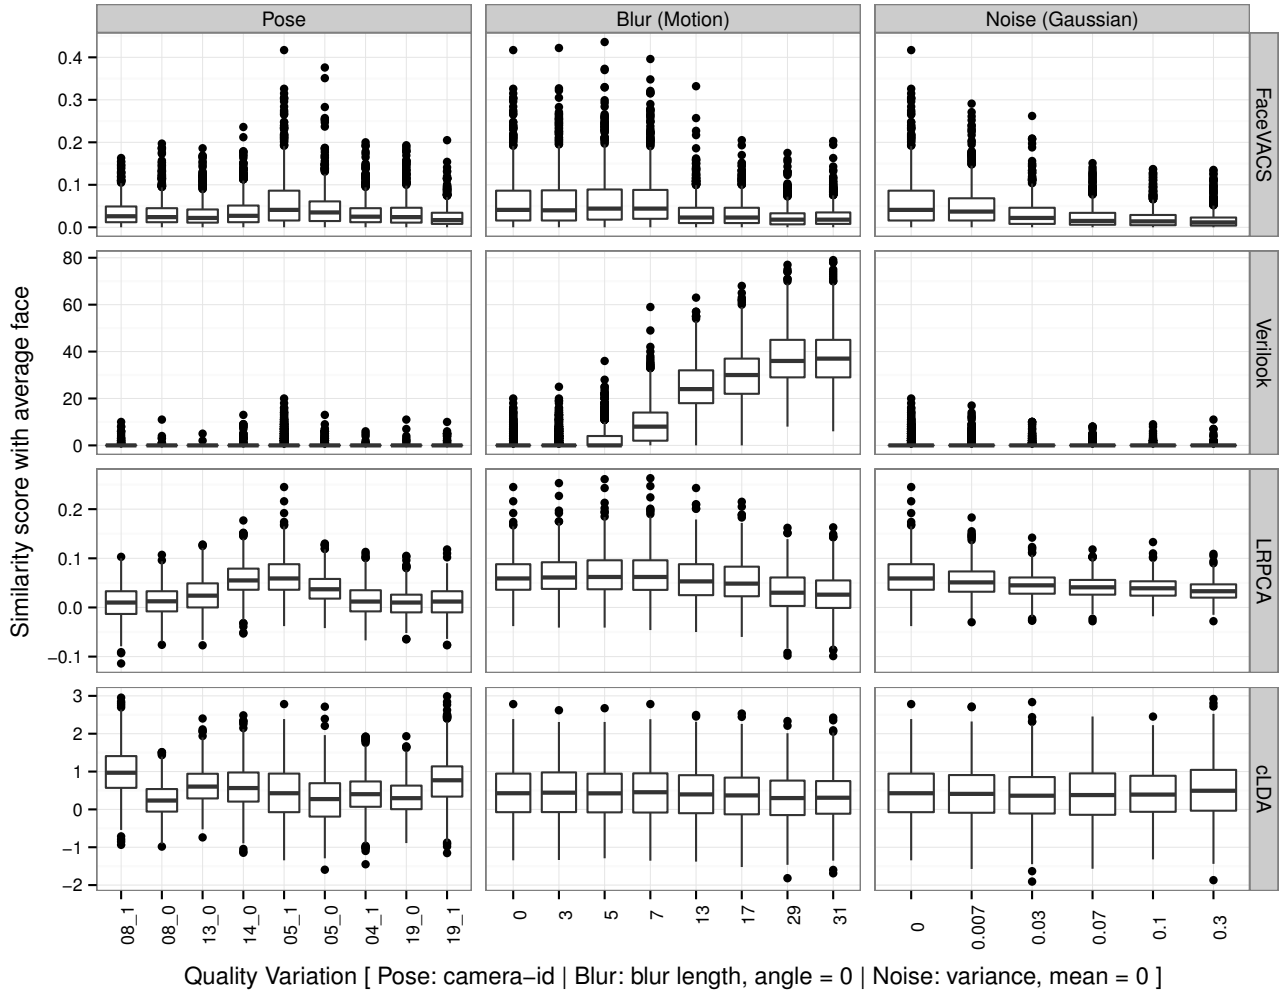 Pose
Blur (Motion)
Noise (Gaussian)
Similarity score with average face
0.4
0.3
0.2
0.1
0.0
FaceVACS
80
60
40
20
0
Verilook
0.2
0.1
0.0
−0.1
LRPCA
3
2
1
0
−1
−2
cLDA
08_1 08_0 13_0 14_0 05_1 05_0 04_1 19_0 19_1
0 3 5 7 13 17 29 31
0 0.007 0.03 0.07 0.1 0.3
Quality Variation [ Pose: camera−id | Blur: blur length, angle = 0 | Noise: variance, mean = 0 ]